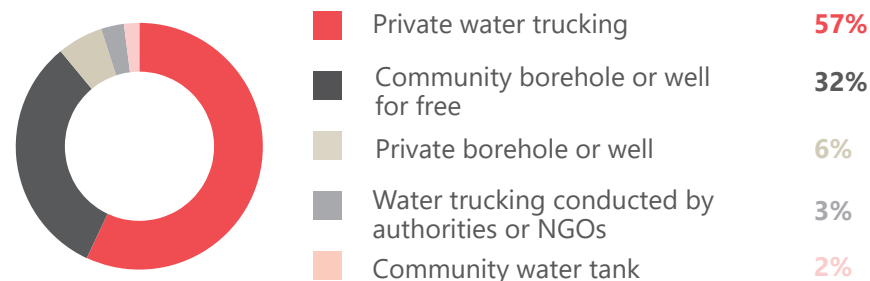 Private water trucking 57%
Community borehole or well
for free 32%
Private borehole or well 6%
Water trucking conducted by
authorities or NGOs 3%
Community water tank 2%